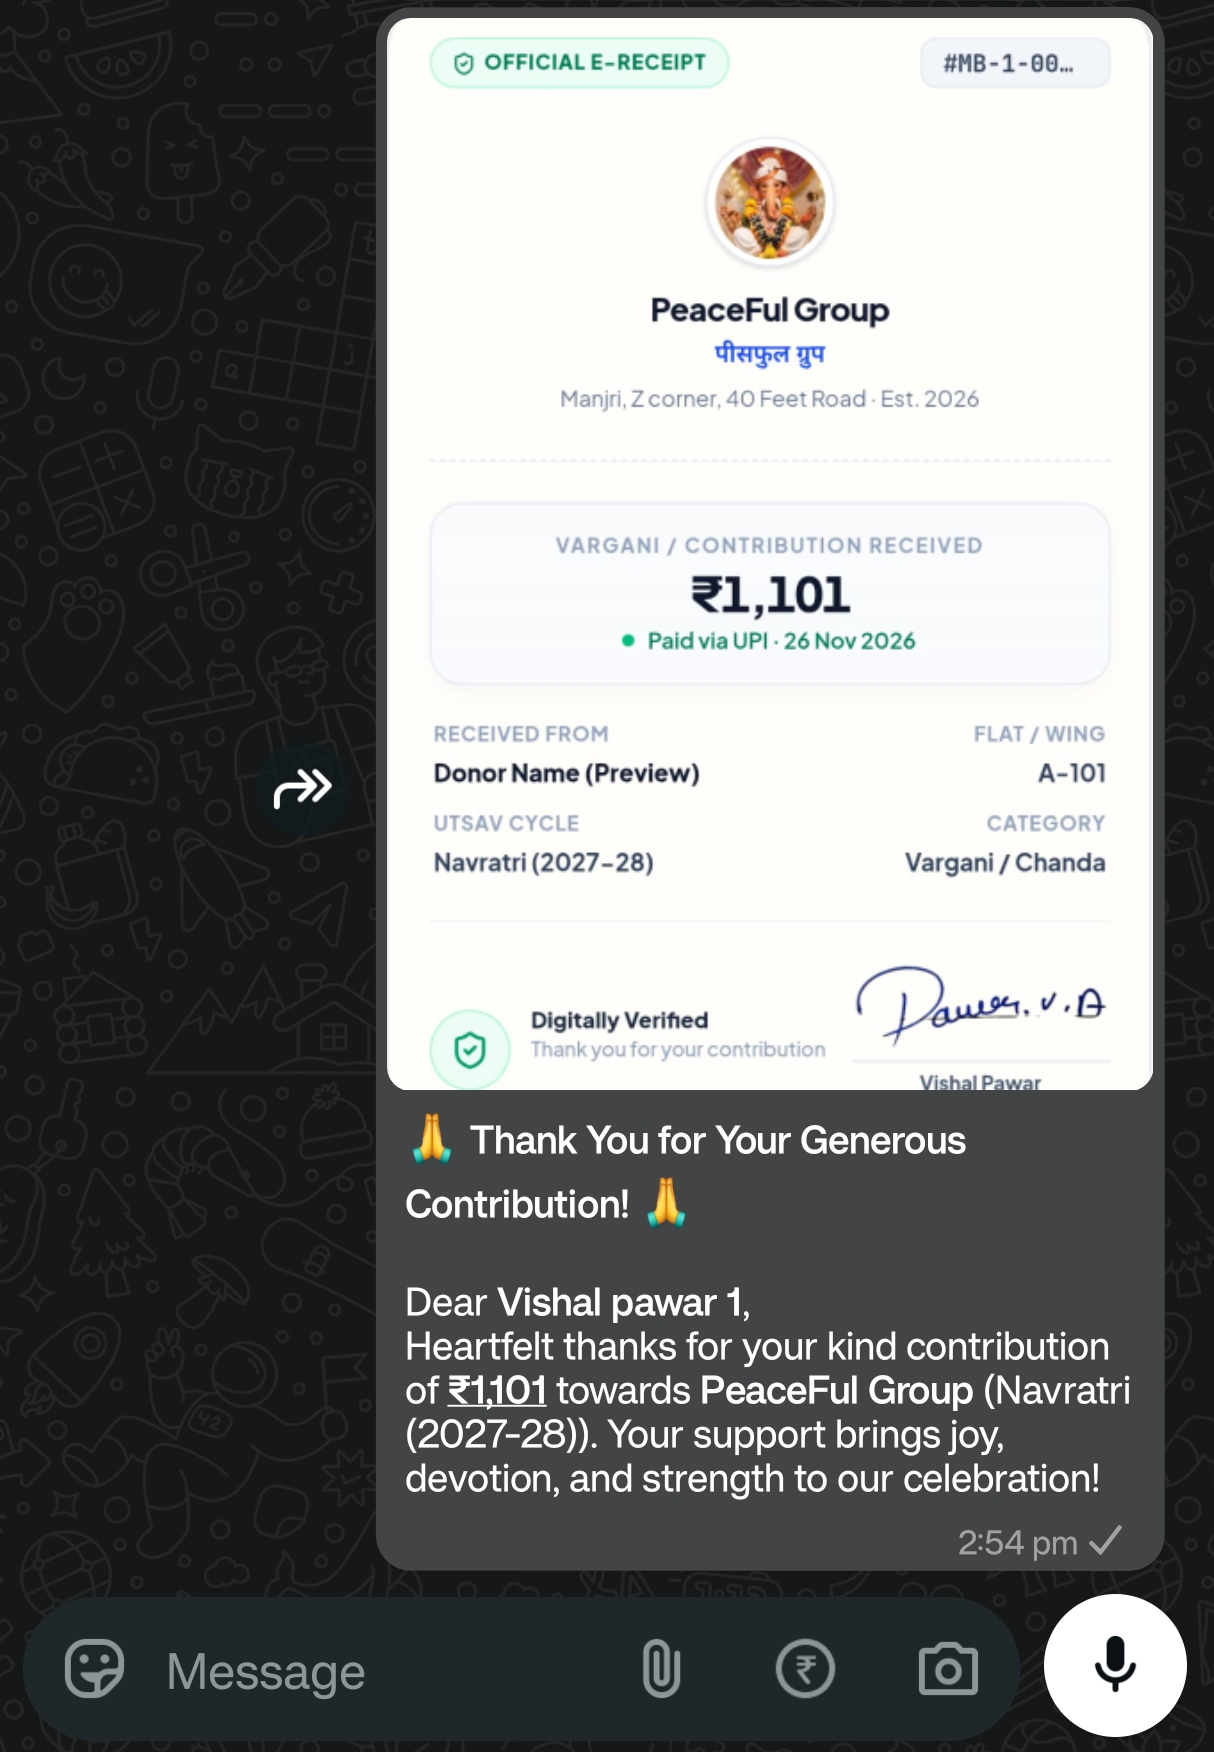 OFFICIAL E-RECEIPT
#MB-1-00…
PeaceFul Group
पीसफुल ग्रुप
Manjri, Z corner, 40 Feet Road · Est. 2026
VARGANI / CONTRIBUTION RECEIVED
₹1,101
Paid via UPI · 26 Nov 2026
RECEIVED FROM
FLAT / WING
Donor Name (Preview)
A-101
UTSAV CYCLE
CATEGORY
Navratri (2027-28)
Vargani / Chanda
Pawar. V. A
Digitally Verified
Thank you for your contribution
Vishal Pawar
🙏 Thank You for Your Generous
Contribution! 🙏
Dear Vishal pawar 1,
Heartfelt thanks for your kind contribution
of ₹1,101 towards PeaceFul Group (Navratri
(2027-28)). Your support brings joy,
devotion, and strength to our celebration!
2:54 pm
Message